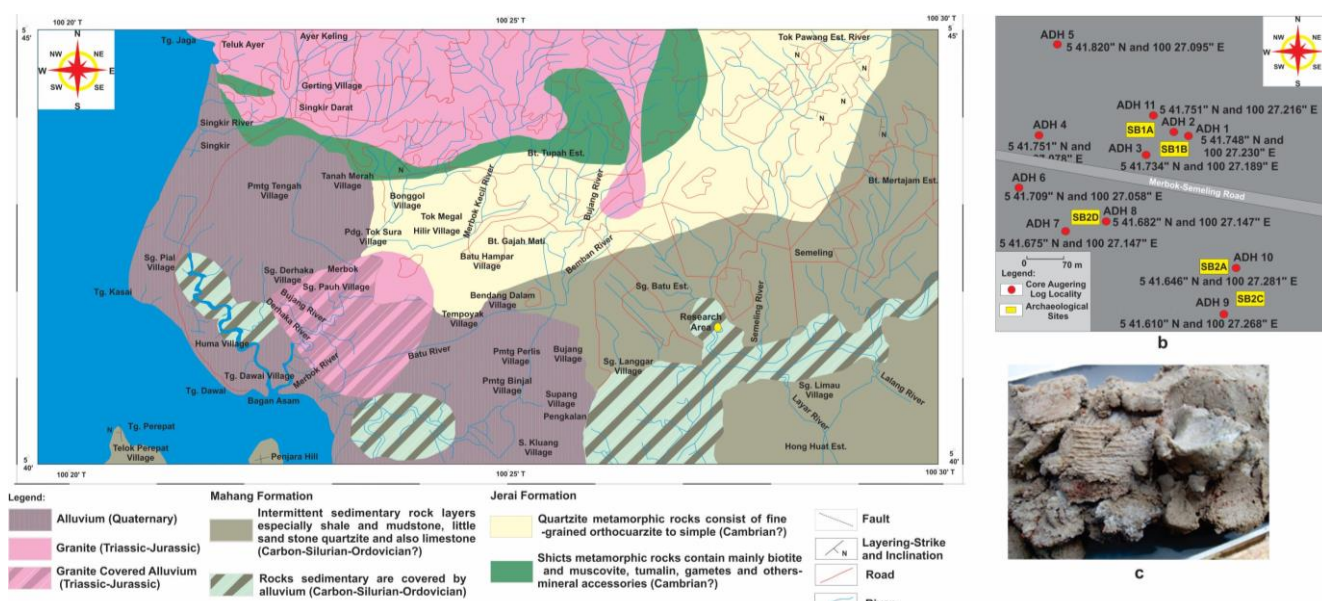 100 20' T
100 25' T
100 30' T
5
45'
5
45'
N
NW
NE
W
E
SW
SE
S
Tg. Jaga
Teluk Ayer
Ayer Keling
Tok Pawang Est. River
N
N
N
N
Gerting Village
Singkir Darat
Singkir River
Singkir
Bt. Tupah Est.
N
Tanah Merah
Village
Pmtg Tengah
Village
Bonggol
Village
Merbok Kecil River
Bujang River
Bt. Mertajam Est.
Tok Megal
Hilir Village
Pdg. Tok Sura
Village
Bt. Gajah Mati
Batu Hampar
Village
Bemban River
Semeling
Sg. Pial
Village
Merbok
Sg. Derhaka
Village
Sg. Pauh Village
Bujang River
Derhaka River
Tg. Kasai
Bendang Dalam
Village
Tempoyak
Village
Sg. Batu Est.
Semeling River
Research
Area
Huma Village
Merbok River
Batu River
Pmtg Perlis
Village
Bujang
Village
Sg. Langgar
Village
Tg. Dawai Village
Tg. Dawai
Bagan Asam
Pmtg Binjal
Village
Supang
Village
Pengkalan
Sg. Limau
Village
Lalang River
Layar River
N
Tg. Perepat
Telok Perepat
Village
Penjara Hill
S. Kluang
Village
Hong Huat Est.
5
40'
5
40'
100 20' T
100 25' T
100 30' T
Legend:
Alluvium (Quaternary)
Granite (Triassic-Jurassic)
Granite Covered Alluvium
(Triassic-Jurassic)
Mahang Formation
Intermittent sedimentary rock layers
especially shale and mudstone, little
sand stone quartzite and also limestone
(Carbon-Silurian-Ordovician?)
Rocks sedimentary are covered by
alluvium (Carbon-Silurian-Ordovician)
Jerai Formation
Quartzite metamorphic rocks consist of fine
-grained orthocuarzite to simple (Cambrian?)
Shicts metamorphic rocks contain mainly biotite
and muscovite, tumalin, gametes and others-
mineral accessories (Cambrian?)
Fault
N
Layering-Strike
and Inclination
Road
ADH 5
5 41.820" N and 100 27.095" E
N
NW
NE
W
E
SW
SE
S
ADH 11
5 41.751" N and 100 27.216" E
ADH 4
ADH 2
SB1A
ADH 1
5 41.751" N and
5 41.748" N and
100 27.230" E
ADH 3
SB1B
5 41.734" N and 100 27.189" E
Merbok-Semeling Road
ADH 6
5 41.709" N and 100 27.058" E
SB2D
ADH 8
5 41.682" N and 100 27.147" E
ADH 7
5 41.675" N and 100 27.147" E
0
70 m
Legend:
Core Augering
Log Locality
Archaeological
Sites
SB2A
ADH 10
5 41.646" N and 100 27.281" E
SB2C
ADH 9
5 41.610" N and 100 27.268" E
b
c